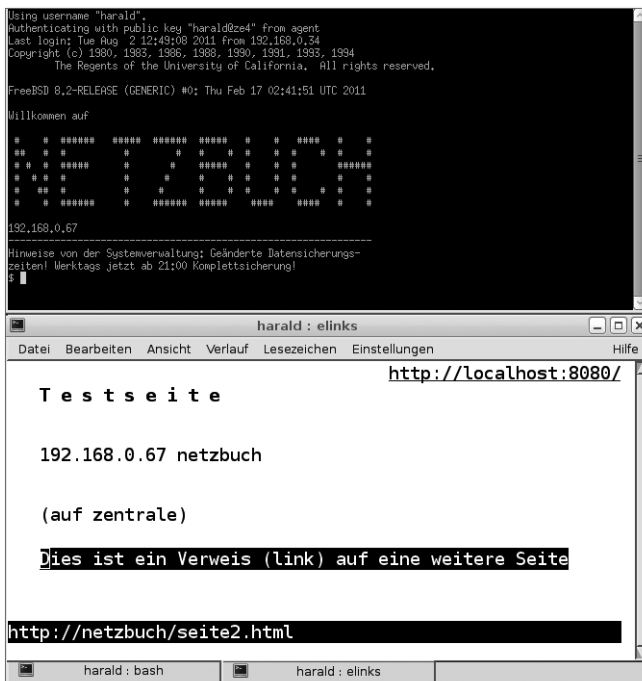 Using username "harald".
Authenticating with public key "harald@ze4" from agent
Last login: Tue Aug  2 12:49:08 2011 from 192.168.0.34
Copyright (c) 1980, 1983, 1986, 1988, 1990, 1991, 1993, 1994
The Regents of the University of California.  All rights reserved.
FreeBSD 8.2-RELEASE (GENERIC) #0: Thu Feb 17 02:41:51 UTC 2011
Willkommen auf
NETZBUCH
192.168.0.67
Hinweise von der Systemverwaltung: Geänderte Datensicherungs-
zeiten! Werktags jetzt ab 21:00 Komplettsicherung!
$
harald : elinks
Datei Bearbeiten Ansicht Verlauf Lesezeichen Einstellungen Hilfe
http://localhost:8080/
T e s t s e i t e
192.168.0.67 netzbuch
(auf zentrale)
Dies ist ein Verweis (link) auf eine weitere Seite
http://netzbuch/seite2.html
harald : bash harald : elinks